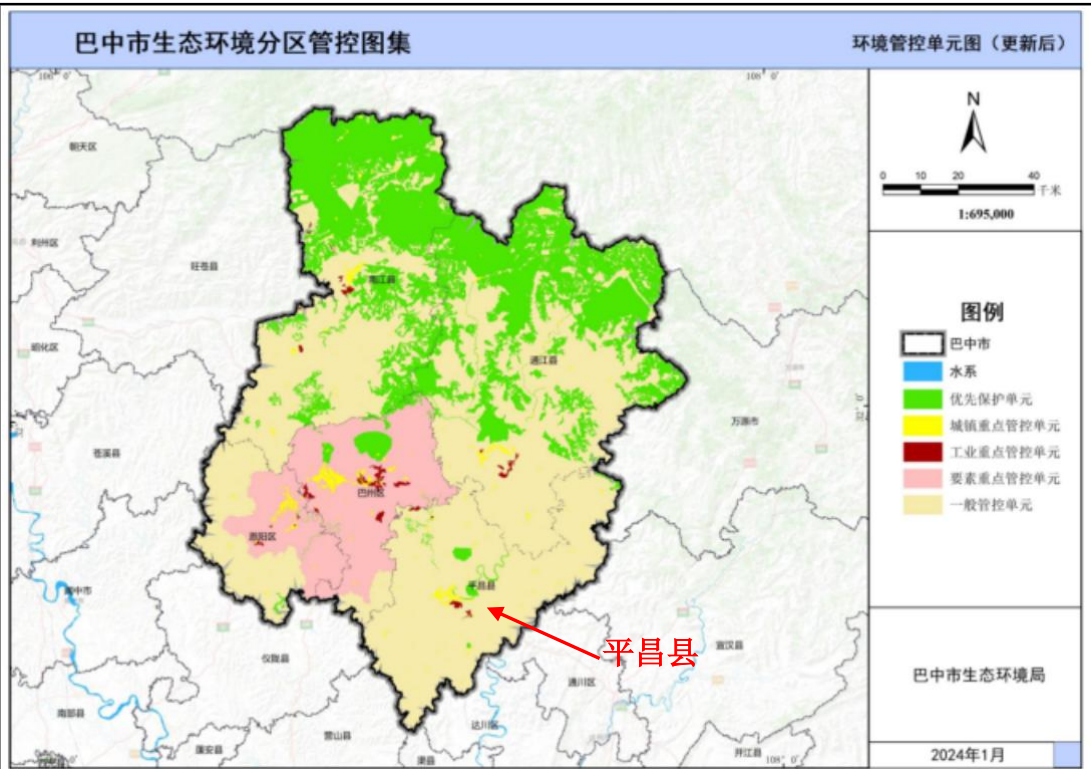 巴中市生态环境分区管控图集
环境管控单元图（更新后）
108° 0′
N
朝天区
0 10 20 40
千米
1:695,000
利州区
旺苍县
南江县
图例
巴中市
昭化区
通江县
水系
优先保护单元
万源市
城镇重点管控单元
苍溪县
工业重点管控单元
要素重点管控单元
巴州区
一般管控单元
恩阳区
平昌县
阆中市
平昌县
宣汉县
仪陇县
通川区
巴中市生态环境局
南部县
达川区
营山县
蓬安县
渠县
开江县
108° 0′
2024年1月